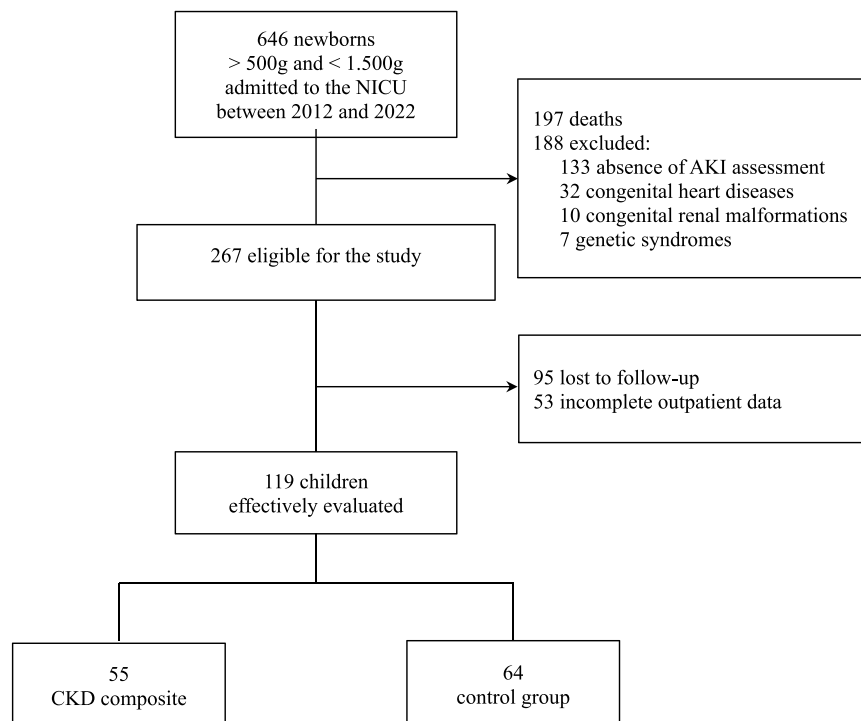 646 newborns
> 500g and < 1.500g
admitted to the NICU
between 2012 and 2022
197 deaths
188 excluded:
133 absence of AKI assessment
32 congenital heart diseases
10 congenital renal malformations
7 genetic syndromes
267 eligible for the study
95 lost to follow-up
53 incomplete outpatient data
119 children
effectively evaluated
55
CKD composite
64
control group